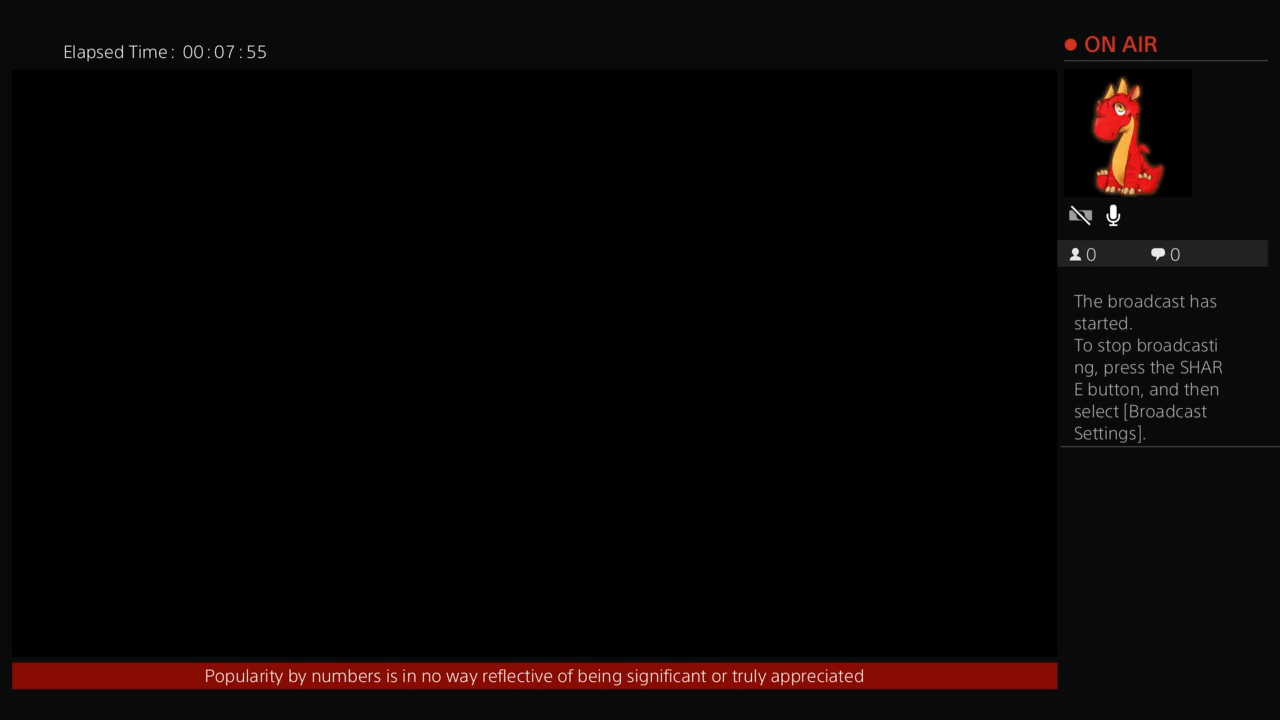 Elapsed Time: 00:07:55
ON AIR
0 0
The broadcast has
started.
To stop broadcasti
ng, press the SHAR
E button, and then
select [Broadcast
Settings].
Popularity by numbers is in no way reflective of being significant or truly appreciated